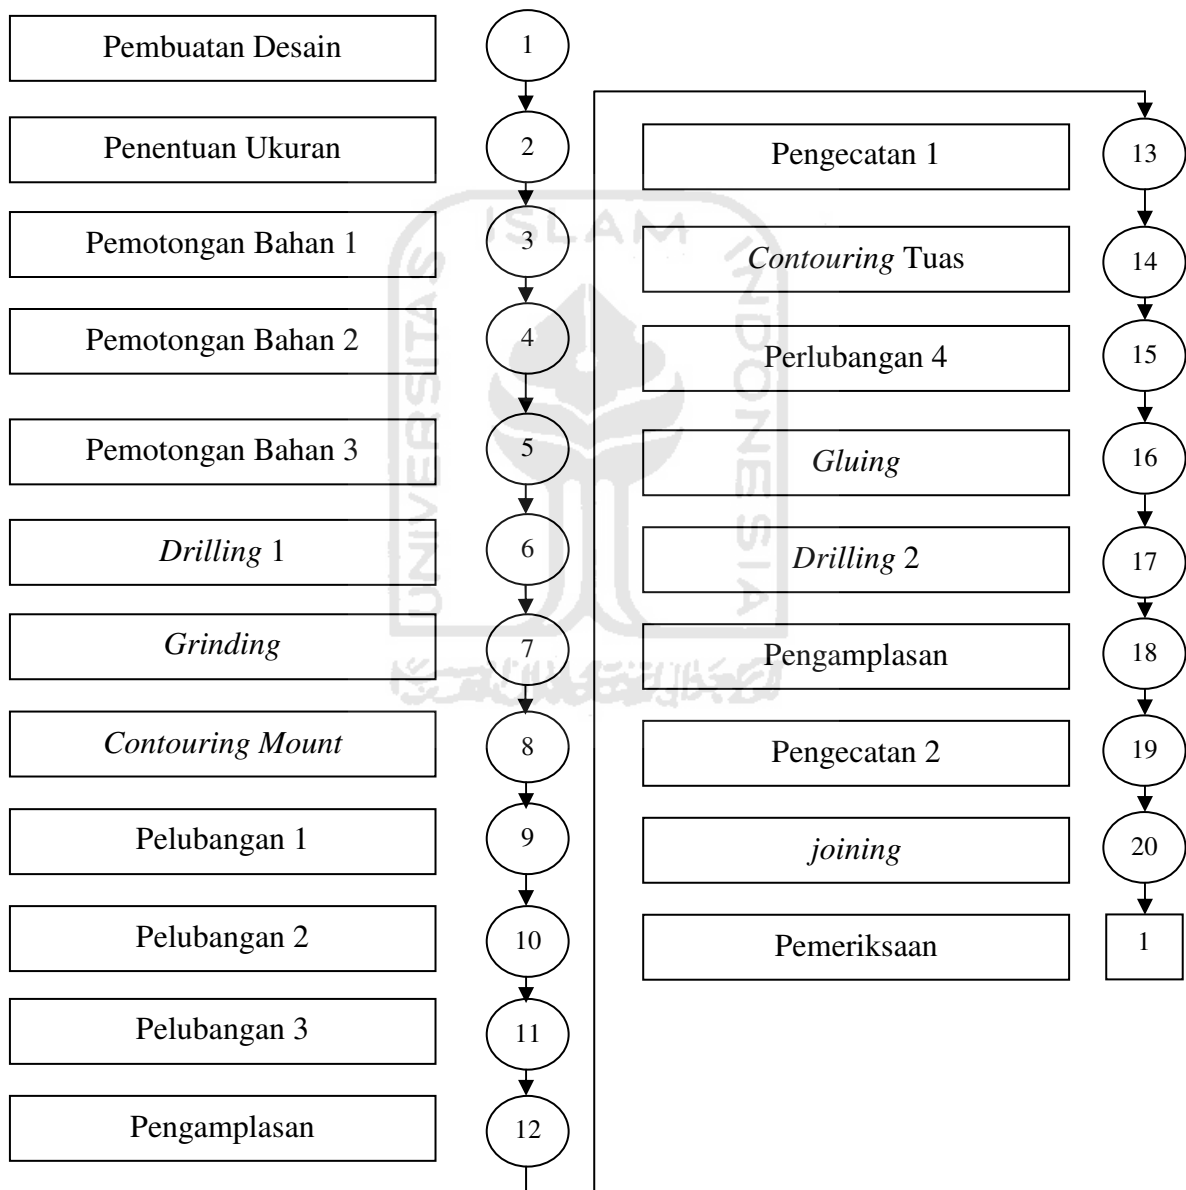 Pembuatan Desain
1
Penentuan Ukuran
2
Pemotongan Bahan 1
3
Pemotongan Bahan 2
4
Pemotongan Bahan 3
5
Drilling 1
6
Grinding
7
Contouring Mount
8
Pelubangan 1
9
Pelubangan 2
10
Pelubangan 3
11
Pengamplasan
12
Pengecatan 1
13
Contouring Tuas
14
Perlubangan 4
15
Gluing
16
Drilling 2
17
Pengamplasan
18
Pengecatan 2
19
joining
20
Pemeriksaan
1
UNIVERSITAS
ISLAM
INDONESIA